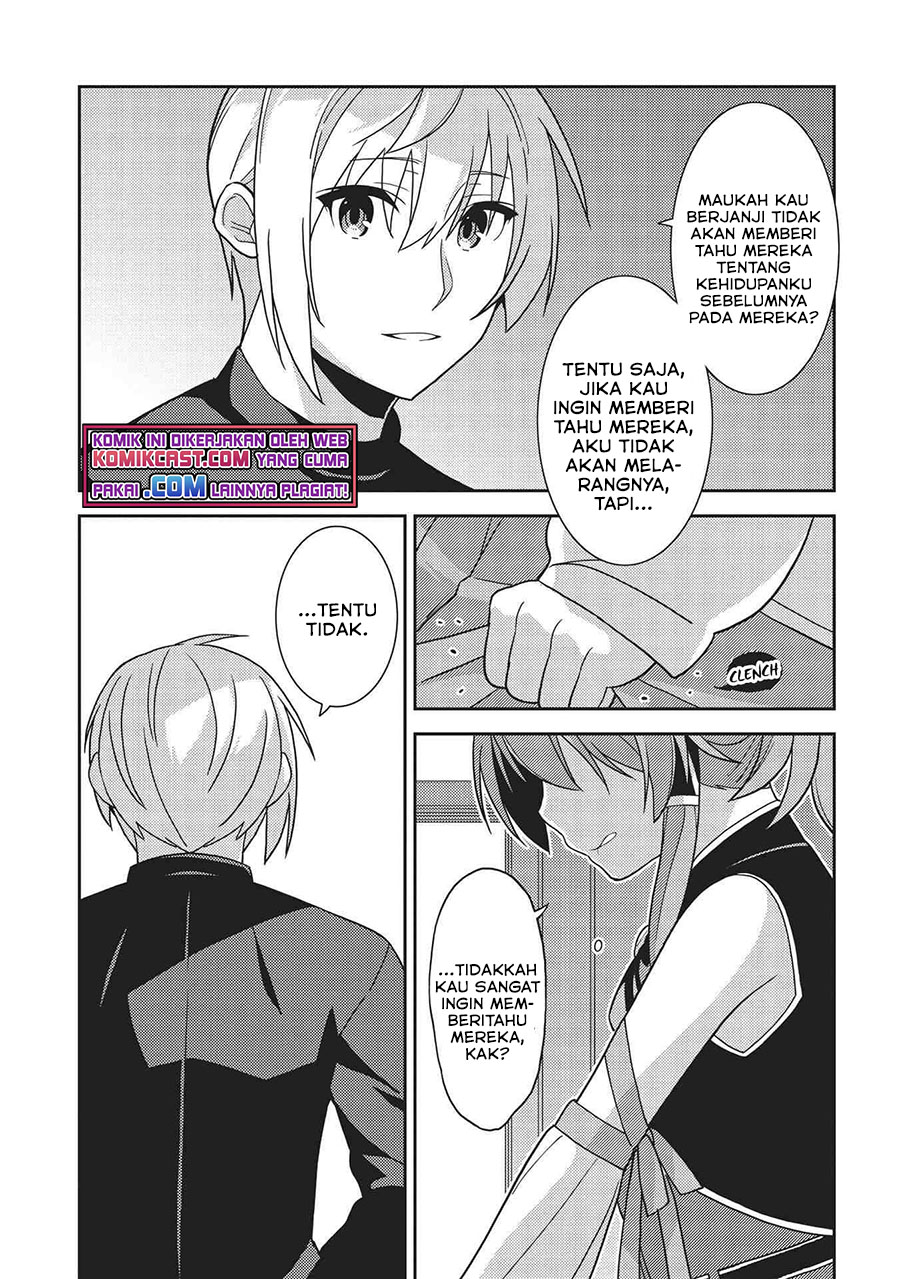 MAUKAH KAU
BERJANJI TIDAK
AKAN MEMBERI
TAHU MEREKA
TENTANG
KEHIDUPANKU
SEBELUMNYA
PADA MEREKA?
TENTU SAJA,
JIKA KAU
INGIN MEMBERI
TAHU MEREKA,
AKU TIDAK
AKAN MELA-
RANGNYA,
TAPI...
KOMIK INI DIKERJAKAN OLEH WEB
KOMIKCAST.COM YANG CUMA
PAKAI .COM LAINNYA PLAGIAT!
CLENCH
...TENTU
TIDAK.
...TIDAKKAH
KAU SANGAT
INGIN MEM-
BERITAHU
MEREKA,
KAK?